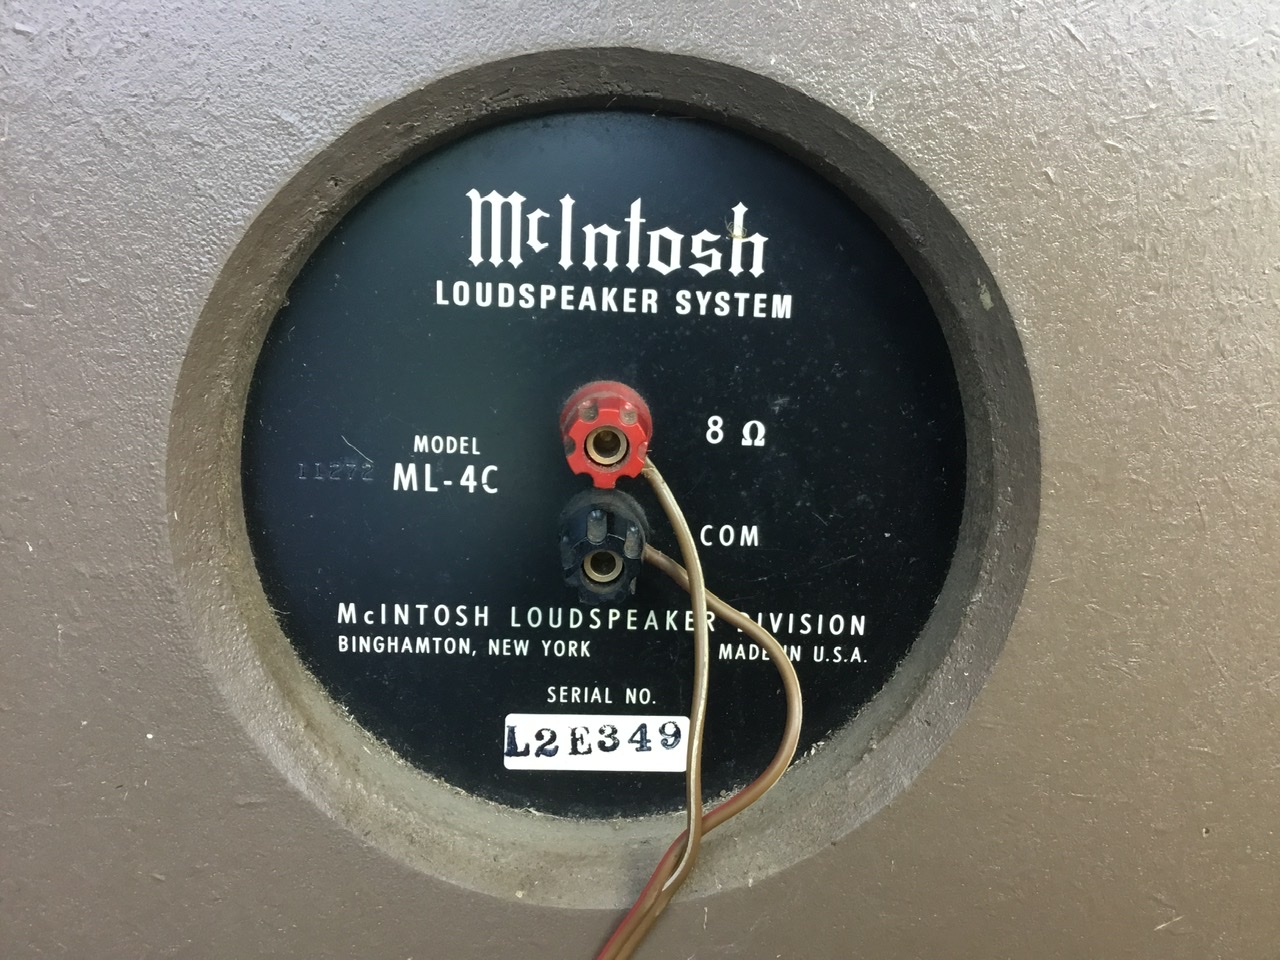 McIntosh
LOUDSPEAKER SYSTEM
8 Ω
MODEL
11272 ML-4C
COM
McINTOSH LOUDSPEAKER DIVISION
BINGHAMTON, NEW YORK MADE IN U.S.A.
SERIAL NO.
L2E349